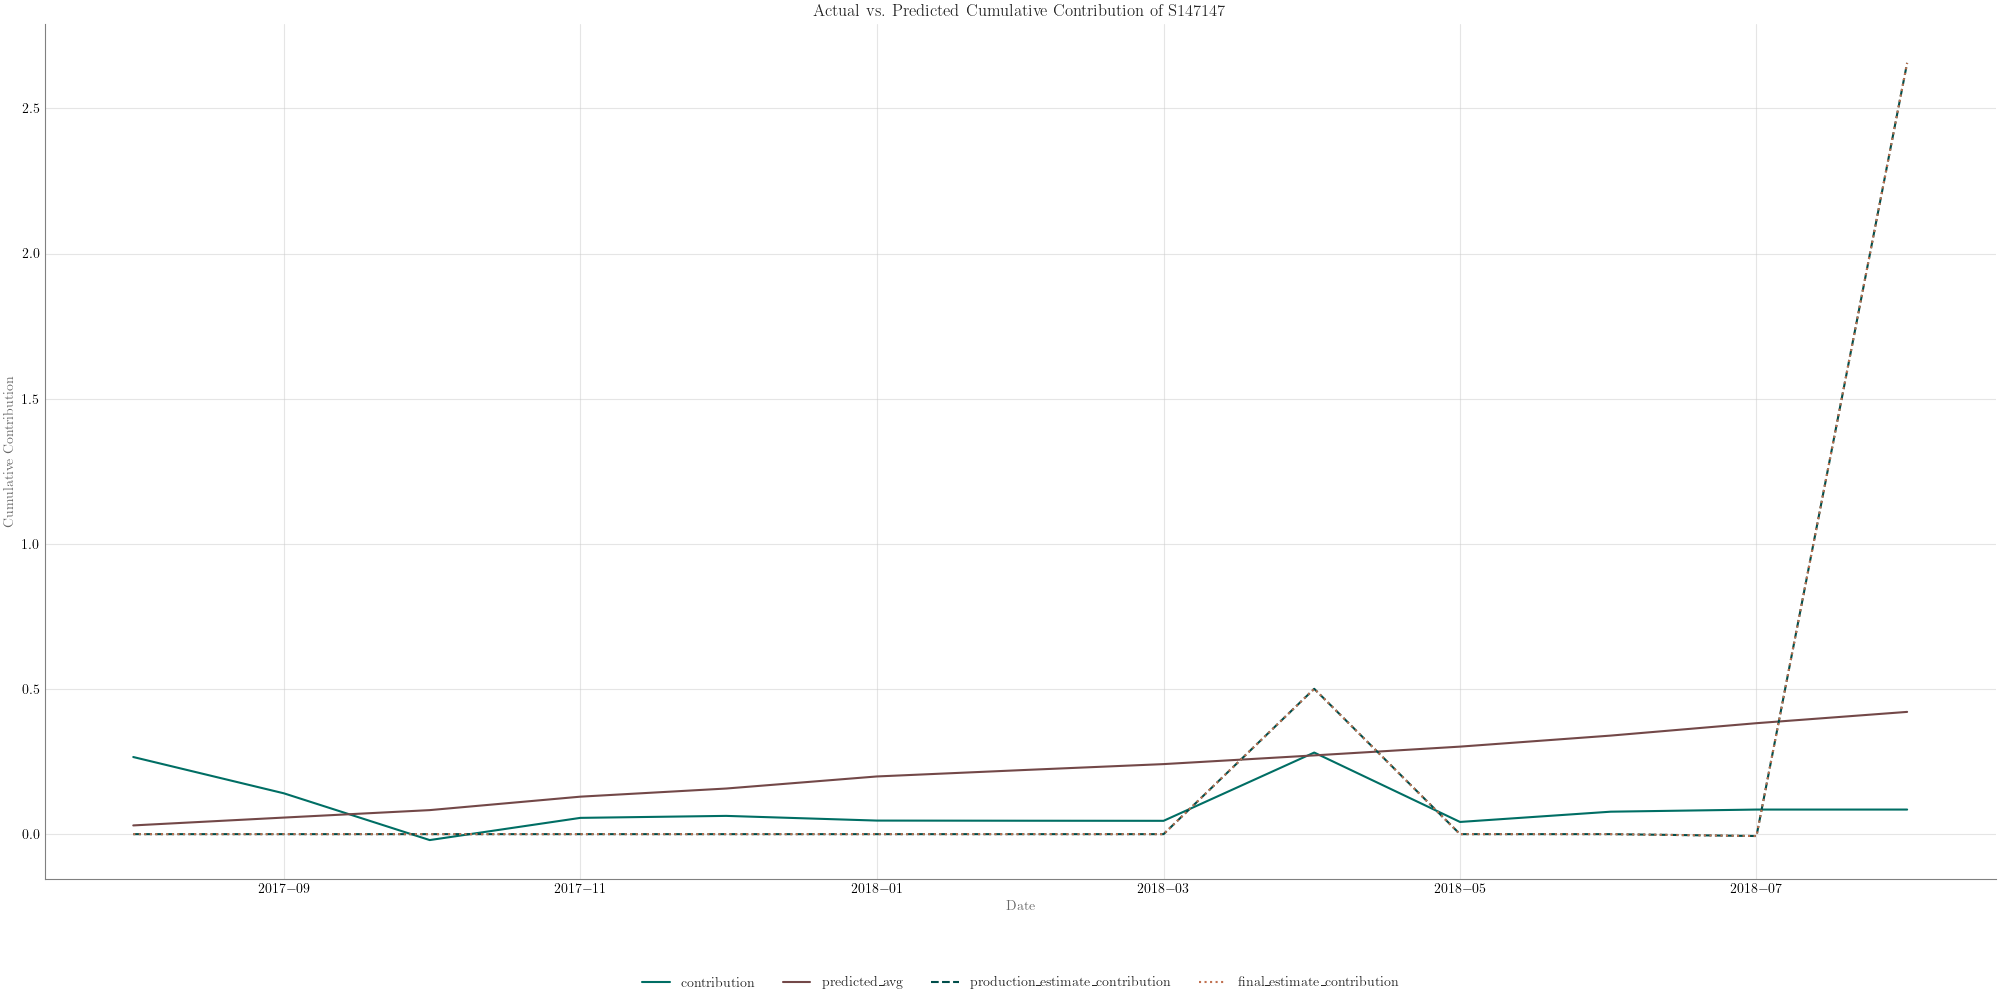 Actual vs. Predicted Cumulative Contribution of S147147
2.5
2.0
1.5
1.0
0.5
0.0
Cumulative Contribution
2017−09 2017−11 2018−01 2018−03 2018−05 2018−07
Date
contribution predicted_avg production_estimate_contribution final_estimate_contribution